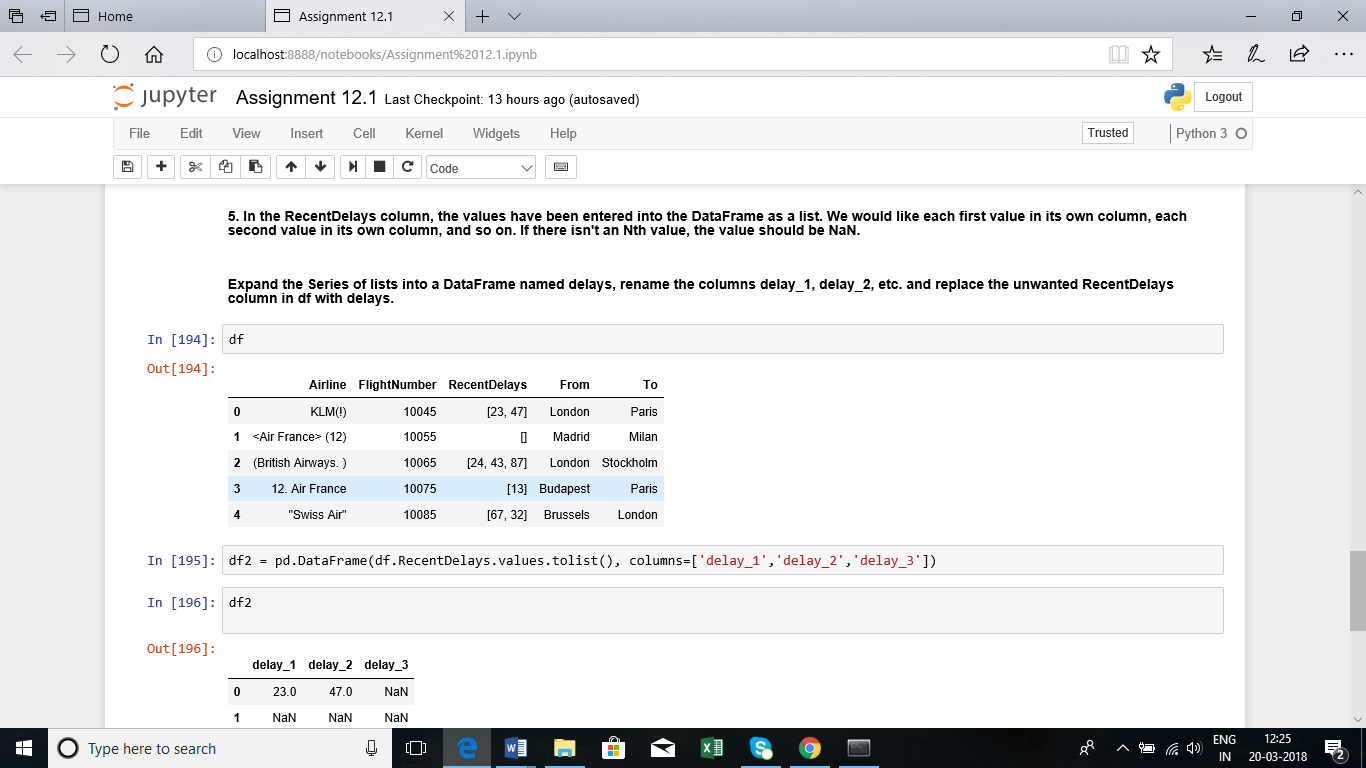 Home
Assignment 12.1
localhost:8888/notebooks/Assignment%2012.1.ipynb
jupyter Assignment 12.1 Last Checkpoint: 13 hours ago (autosaved)
Logout
File Edit View Insert Cell Kernel Widgets Help
Trusted
Python 3
Code
5. In the RecentDelays column, the values have been entered into the DataFrame as a list. We would like each first value in its own column, each
second value in its own column, and so on. If there isn't an Nth value, the value should be NaN.
Expand the Series of lists into a DataFrame named delays, rename the columns delay_1, delay_2, etc. and replace the unwanted RecentDelays
column in df with delays.
In [194]: df
Out[194]:
Airline FlightNumber RecentDelays From To
0 KLM(!) 10045 [23, 47] London Paris
1 <Air France> (12) 10055 [] Madrid Milan
2 (British Airways. ) 10065 [24, 43, 87] London Stockholm
3 12. Air France 10075 [13] Budapest Paris
4 "Swiss Air" 10085 [67, 32] Brussels London
In [195]: df2 = pd.DataFrame(df.RecentDelays.values.tolist(), columns=['delay_1','delay_2','delay_3'])
In [196]: df2
Out[196]:
delay_1 delay_2 delay_3
0 23.0 47.0 NaN
1 NaN NaN NaN
Type here to search
ENG
IN
12:25
20-03-2018
2